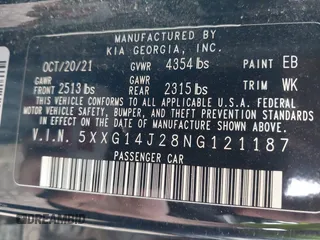 MANUFACTURED BY
KIA GEORGIA, INC.
OCT/20/21 GVWR 4354 lbs PAINT EB
GAWR GAWR
FRONT 2513 lbs REAR 2315 lbs TRIM WK
THIS VEHICLE CONFORMS TO ALL APPLICABLE FEDERAL MOTOR
VEHICLE SAFETY, BUMPER, AND THEFT PREVENTION STANDARDS
IN EFFECT ON THE DATE OF MANUFACTURE SHOWN ABOVE.
V.I.N. 5XXG14J28NG121187
PASSENGER CAR